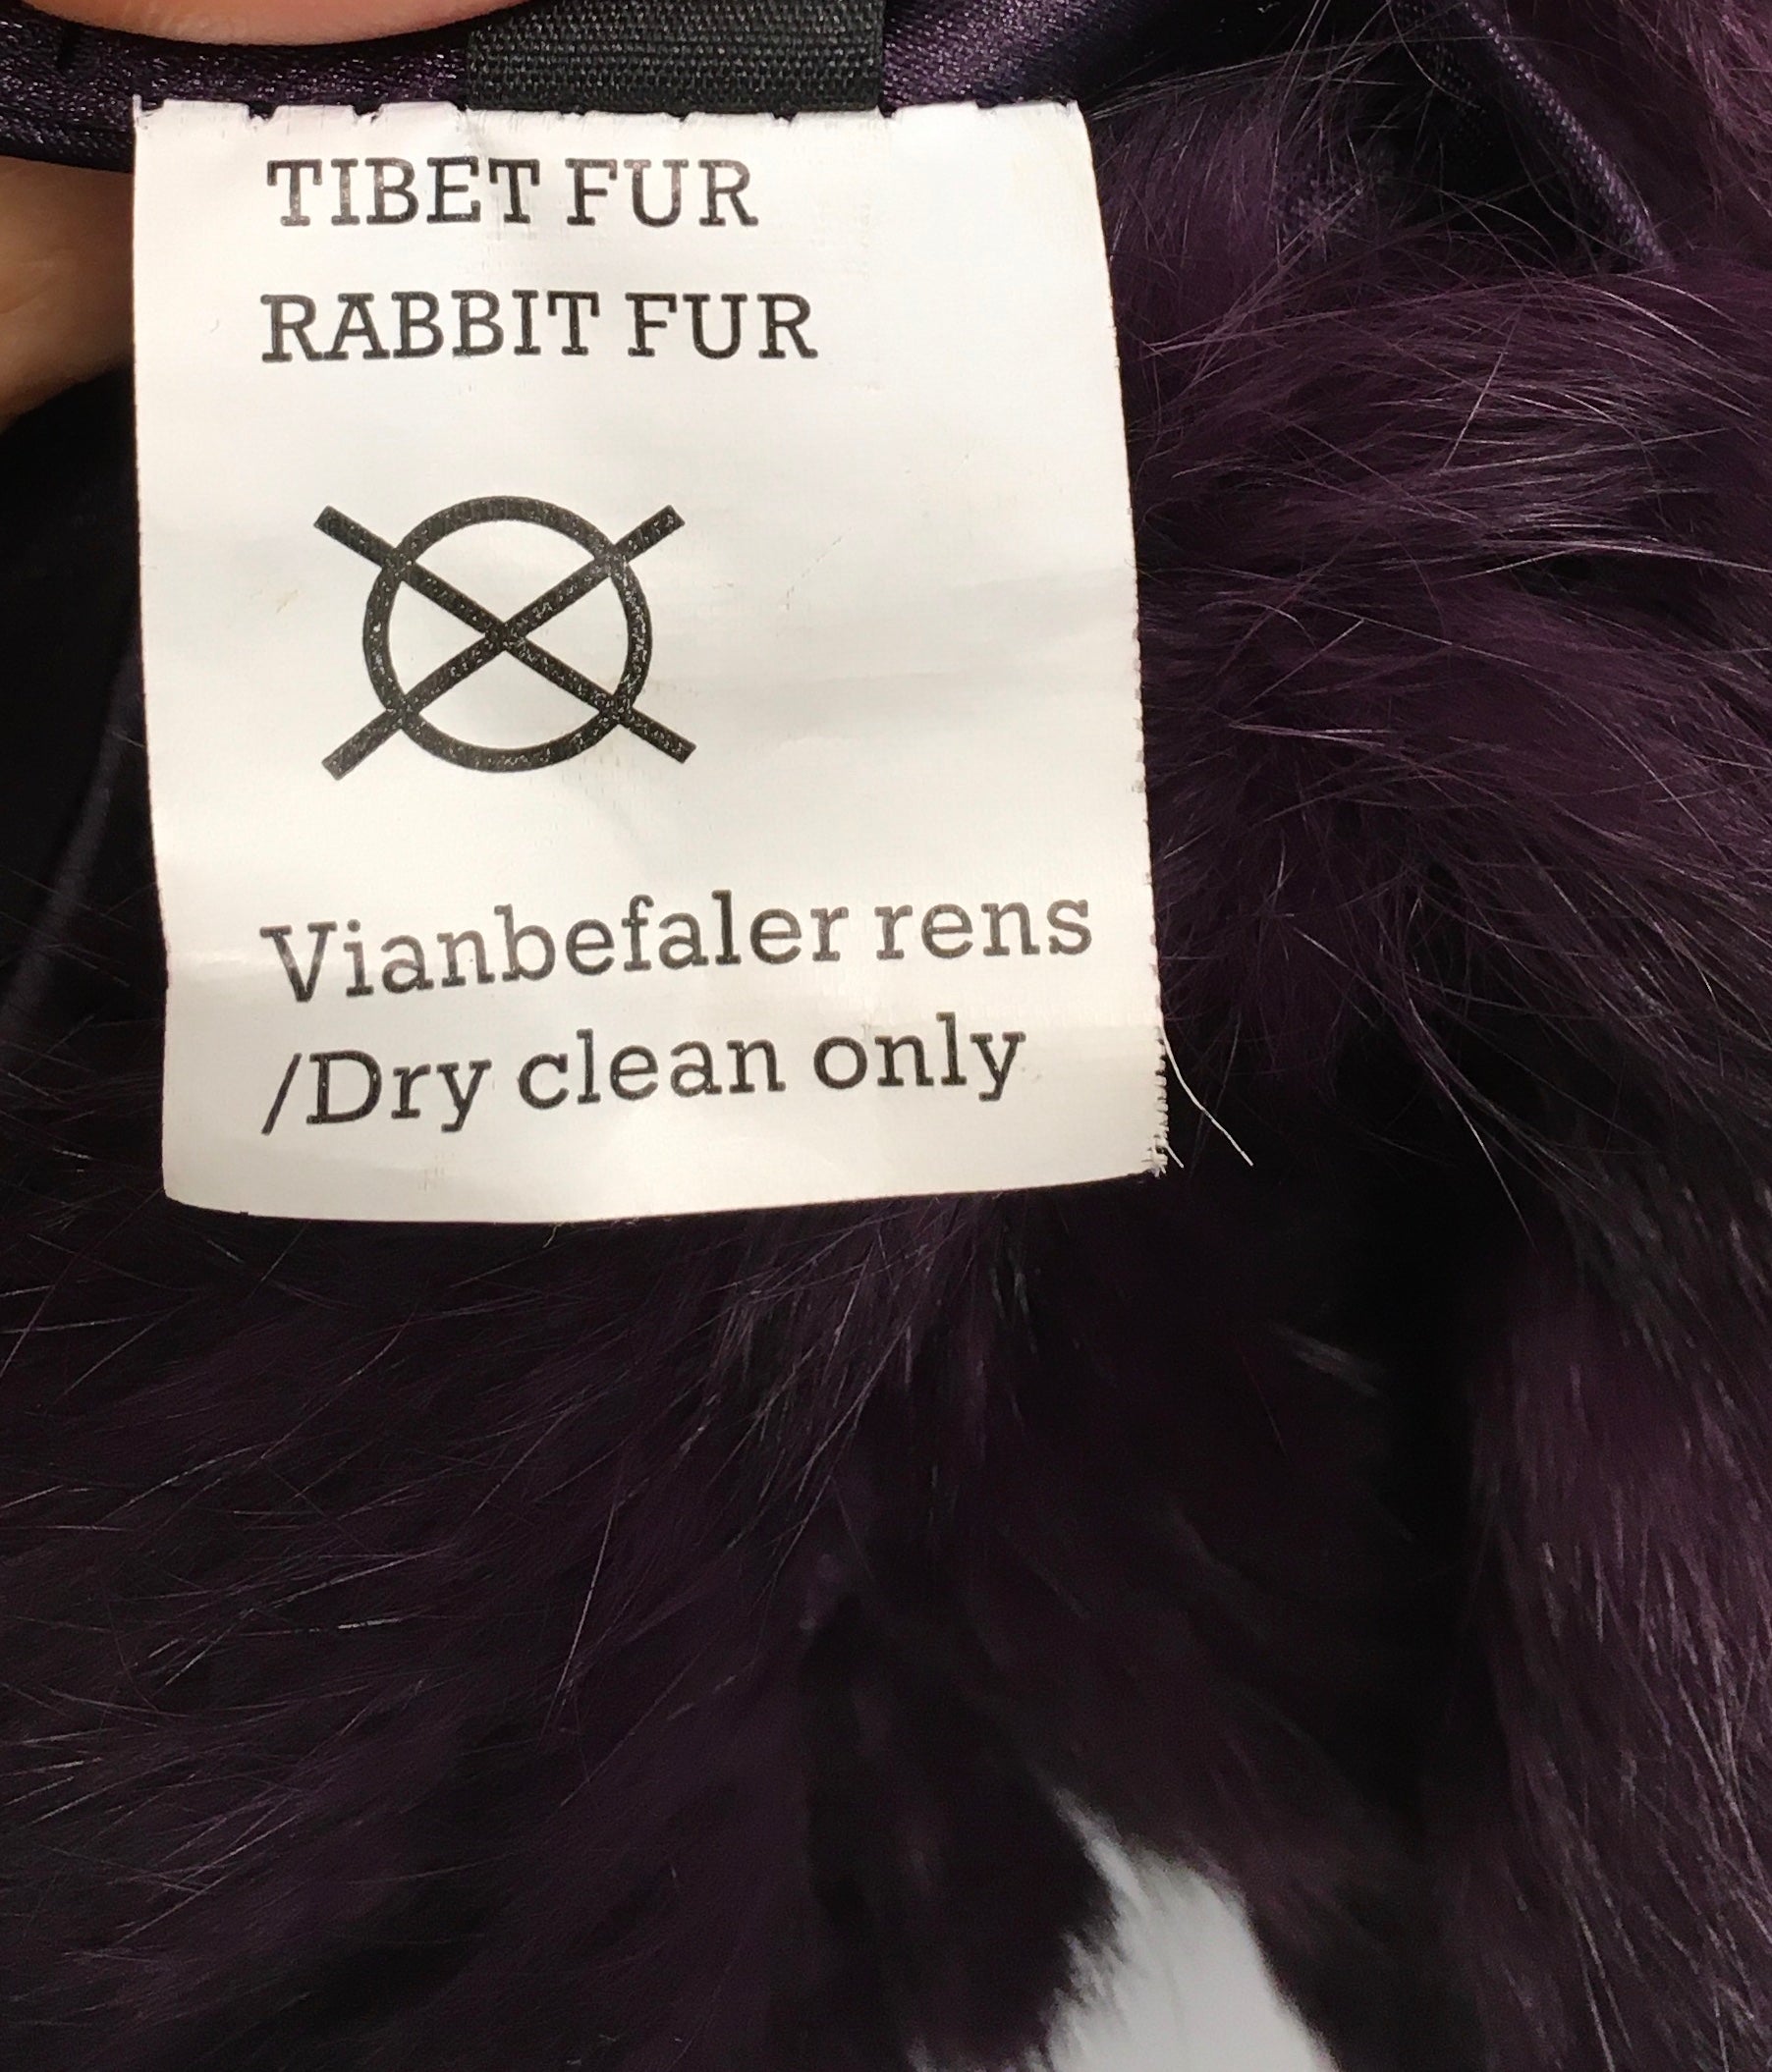 TIBET FUR
RABBIT FUR
Vianbefaler rens
/Dry clean only